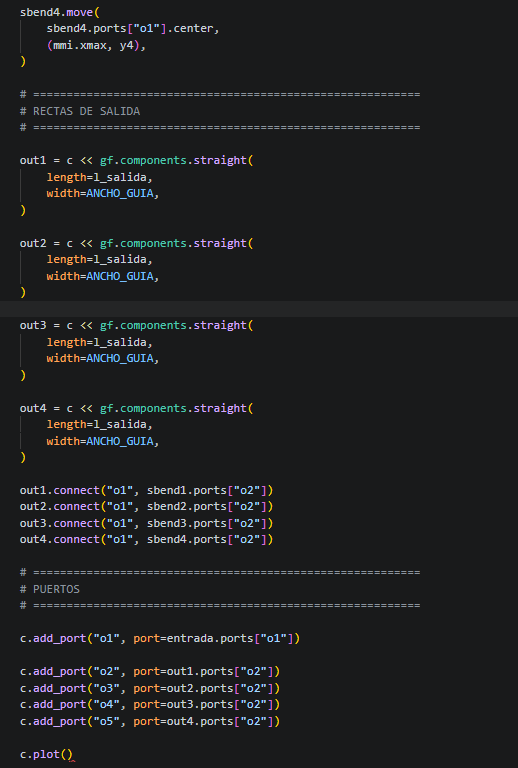 sbend4.move(
    sbend4.ports["o1"].center,
    (mmi.xmax, y4),
)
# ==========================================================
# RECTAS DE SALIDA
# ==========================================================
out1 = c << gf.components.straight(
    length=l_salida,
    width=ANCHO_GUIA,
)
out2 = c << gf.components.straight(
    length=l_salida,
    width=ANCHO_GUIA,
)
out3 = c << gf.components.straight(
    length=l_salida,
    width=ANCHO_GUIA,
)
out4 = c << gf.components.straight(
    length=l_salida,
    width=ANCHO_GUIA,
)
out1.connect("o1", sbend1.ports["o2"])
out2.connect("o1", sbend2.ports["o2"])
out3.connect("o1", sbend3.ports["o2"])
out4.connect("o1", sbend4.ports["o2"])
# ==========================================================
# PUERTOS
# ==========================================================
c.add_port("o1", port=entrada.ports["o1"])
c.add_port("o2", port=out1.ports["o2"])
c.add_port("o3", port=out2.ports["o2"])
c.add_port("o4", port=out3.ports["o2"])
c.add_port("o5", port=out4.ports["o2"])
c.plot()